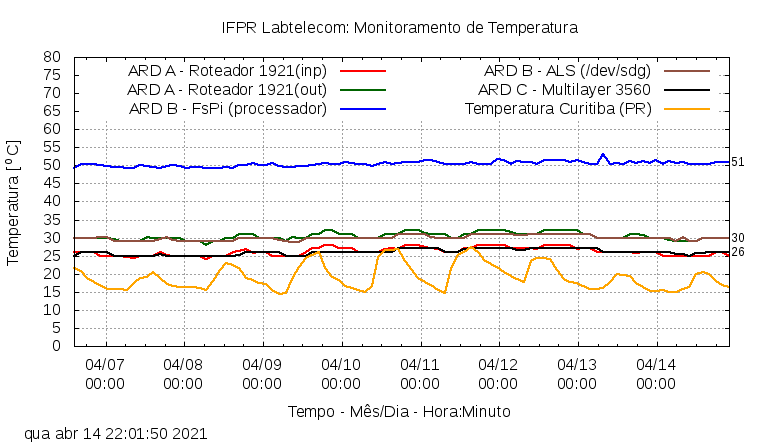 IFPR Labtelecom: Monitoramento de Temperatura
Temperatura [ºC]
80
75
70
65
60
55
50
45
40
35
30
25
20
15
10
5
0
ARD A - Roteador 1921(inp)
ARD A - Roteador 1921(out)
ARD B - FsPi (processador)
ARD B - ALS (/dev/sdg)
ARD C - Multilayer 3560
Temperatura Curitiba (PR)
51
30
26
04/07 04/08 04/09 04/10 04/11 04/12 04/13 04/14
00:00 00:00 00:00 00:00 00:00 00:00 00:00 00:00
Tempo - Mês/Dia - Hora:Minuto
qua abr 14 22:01:50 2021